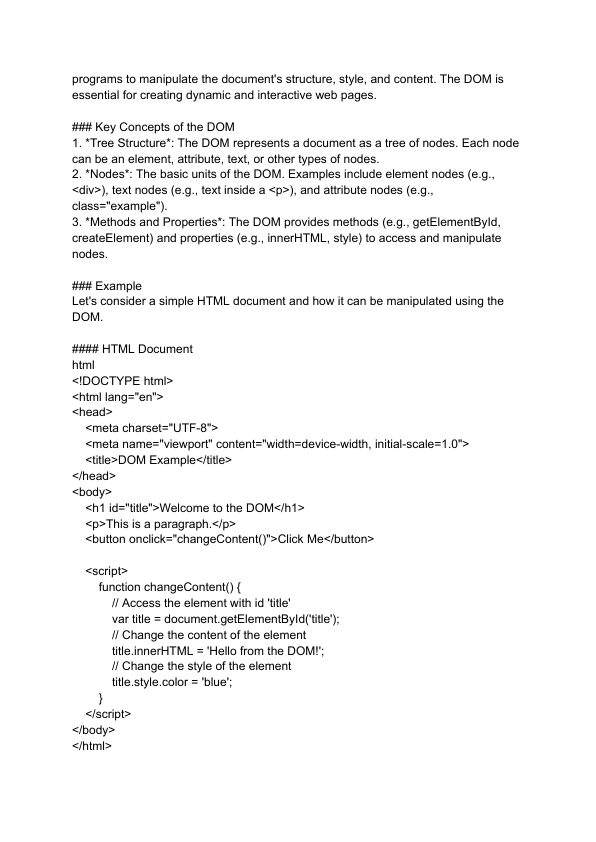 programs to manipulate the document's structure, style, and content. The DOM is
essential for creating dynamic and interactive web pages.
### Key Concepts of the DOM
1. *Tree Structure*: The DOM represents a document as a tree of nodes. Each node
can be an element, attribute, text, or other types of nodes.
2. *Nodes*: The basic units of the DOM. Examples include element nodes (e.g.,
<div>), text nodes (e.g., text inside a <p>), and attribute nodes (e.g.,
class="example").
3. *Methods and Properties*: The DOM provides methods (e.g., getElementById,
createElement) and properties (e.g., innerHTML, style) to access and manipulate
nodes.
### Example
Let's consider a simple HTML document and how it can be manipulated using the
DOM.
#### HTML Document
html
<!DOCTYPE html>
<html lang="en">
<head>
    <meta charset="UTF-8">
    <meta name="viewport" content="width=device-width, initial-scale=1.0">
    <title>DOM Example</title>
</head>
<body>
    <h1 id="title">Welcome to the DOM</h1>
    <p>This is a paragraph.</p>
    <button onclick="changeContent()">Click Me</button>
    <script>
        function changeContent() {
            // Access the element with id 'title'
            var title = document.getElementById('title');
            // Change the content of the element
            title.innerHTML = 'Hello from the DOM!';
            // Change the style of the element
            title.style.color = 'blue';
        }
    </script>
</body>
</html>